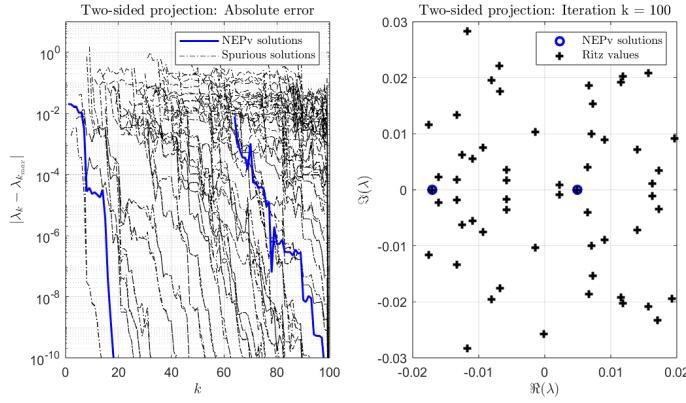 Two-sided projection: Absolute error
NEPv solutions
Spurious solutions
10^0
10^-2
10^-4
10^-6
10^-8
10^-10
|λ_k − λ_{k_max}|
0 20 40 60 80 100
k
Two-sided projection: Iteration k = 100
NEPv solutions
Ritz values
0.03
0.02
0.01
0
-0.01
-0.02
-0.03
ℑ(λ)
-0.02 -0.01 0 0.01 0.02
ℜ(λ)